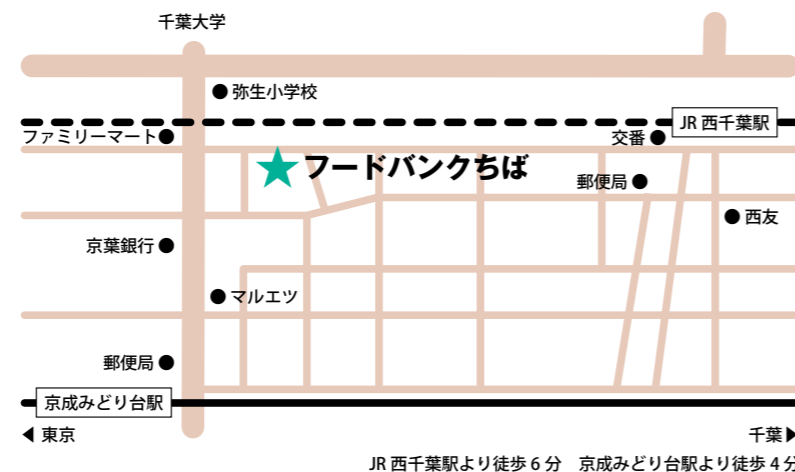 千葉大学
弥生小学校
JR 西千葉駅
ファミリーマート
交番
フードバンクちば
郵便局
西友
京葉銀行
マルエツ
郵便局
京成みどり台駅
東京
千葉
JR 西千葉駅より徒歩 6 分　京成みどり台駅より徒歩 4 分